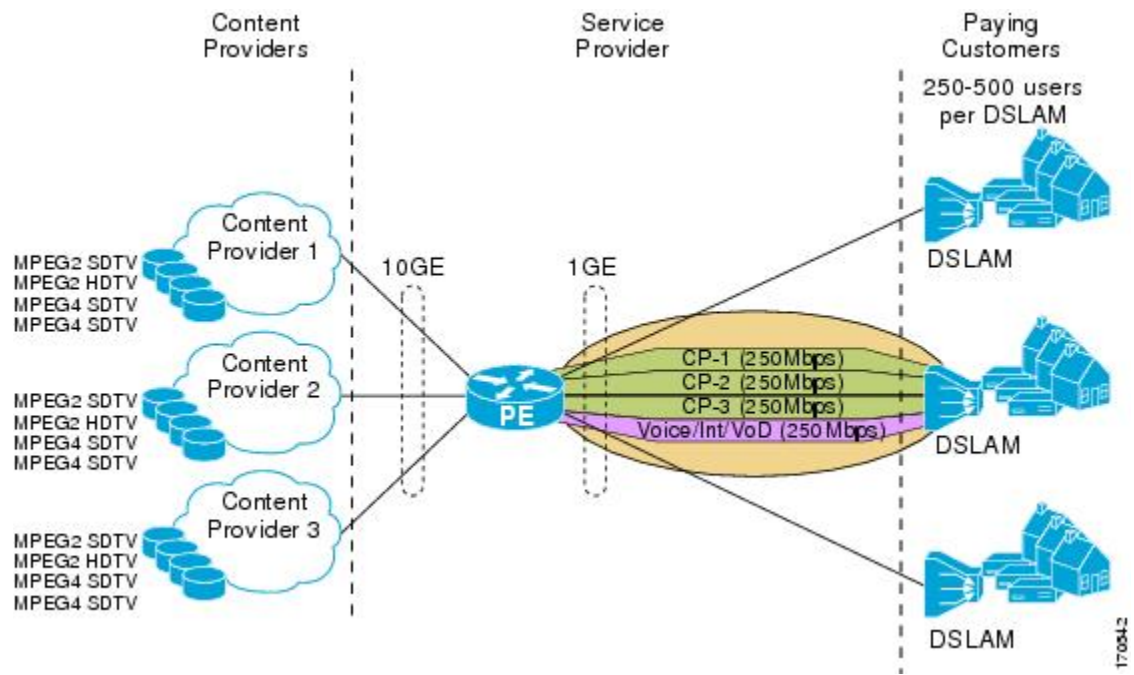 Content
Providers
Service
Provider
Paying
Customers
250-500 users
per DSLAM
Content
Provider 1
MPEG2 SDTV
MPEG2 HDTV
MPEG4 SDTV
MPEG4 SDTV
10GE
1GE
DSLAM
Content
Provider 2
MPEG2 SDTV
MPEG2 HDTV
MPEG4 SDTV
MPEG4 SDTV
PE
CP-1 (250Mbps)
CP-2 (250Mbps)
CP-3 (250Mbps)
Voice/Int/VoD (250Mbps)
DSLAM
Content
Provider 3
MPEG2 SDTV
MPEG2 HDTV
MPEG4 SDTV
MPEG4 SDTV
DSLAM
170542